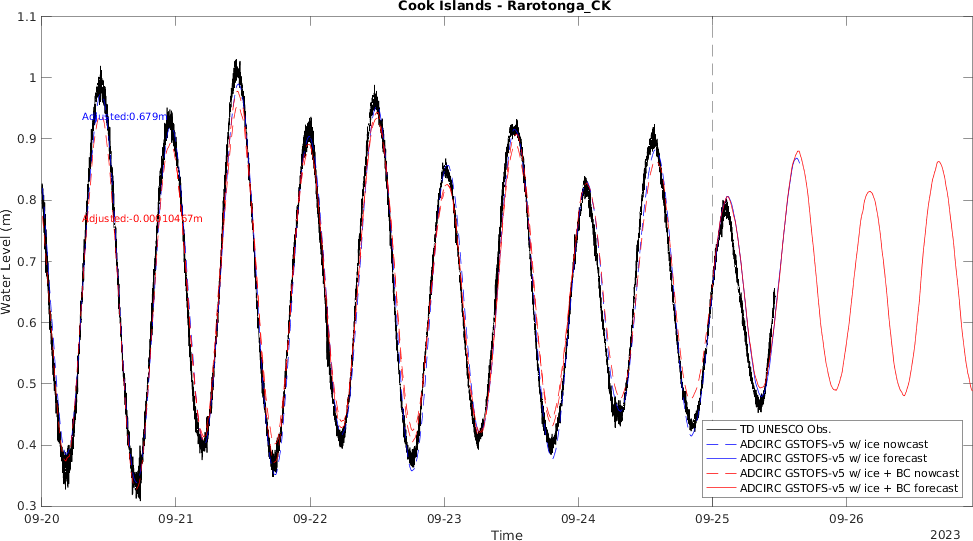 Cook Islands - Rarotonga_CK
1.1
1
0.9
0.8
0.7
0.6
0.5
0.4
0.3
Water Level (m)
Adjusted:0.679m
Adjusted:-0.00010467m
TD UNESCO Obs.
ADCIRC GSTOFS-v5 w/ ice nowcast
ADCIRC GSTOFS-v5 w/ ice forecast
ADCIRC GSTOFS-v5 w/ ice + BC nowcast
ADCIRC GSTOFS-v5 w/ ice + BC forecast
09-20 09-21 09-22 09-23 09-24 09-25 09-26
Time
2023